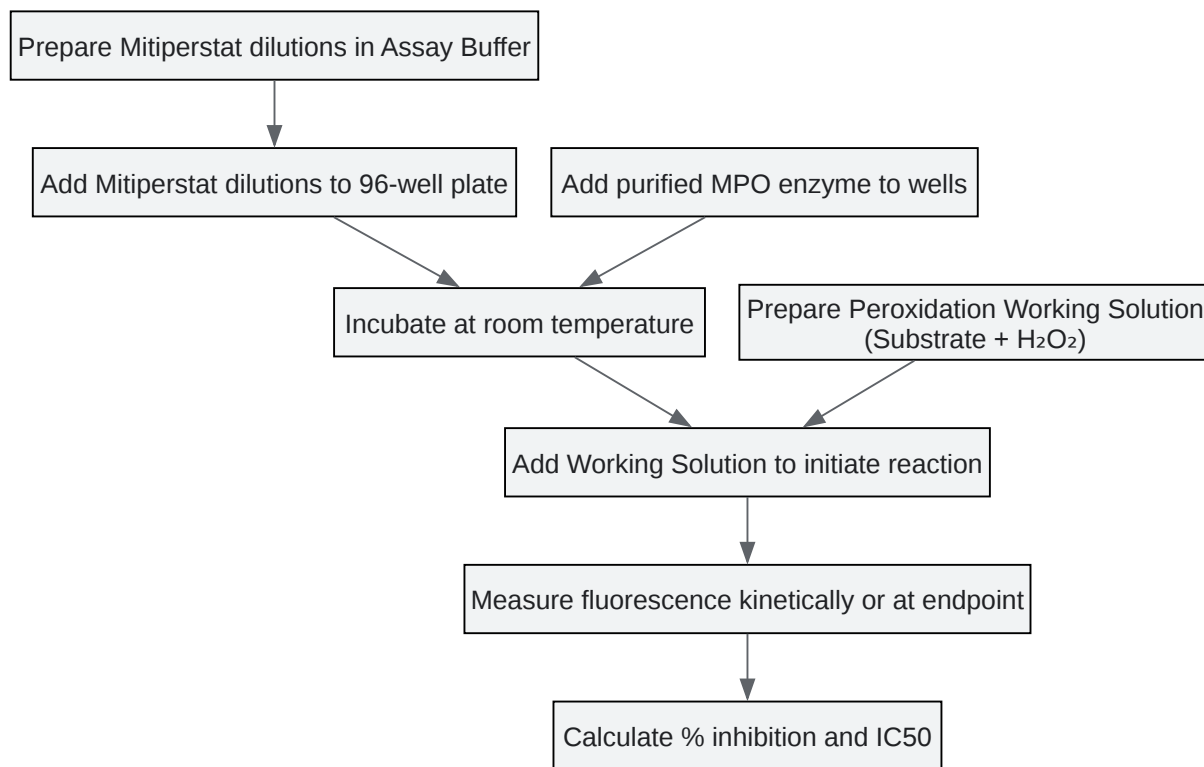 Prepare Mitiperstat dilutions in Assay Buffer
Add Mitiperstat dilutions to 96-well plate
Add purified MPO enzyme to wells
Incubate at room temperature
Prepare Peroxidation Working Solution
(Substrate + H₂O₂)
Add Working Solution to initiate reaction
Measure fluorescence kinetically or at endpoint
Calculate % inhibition and IC50